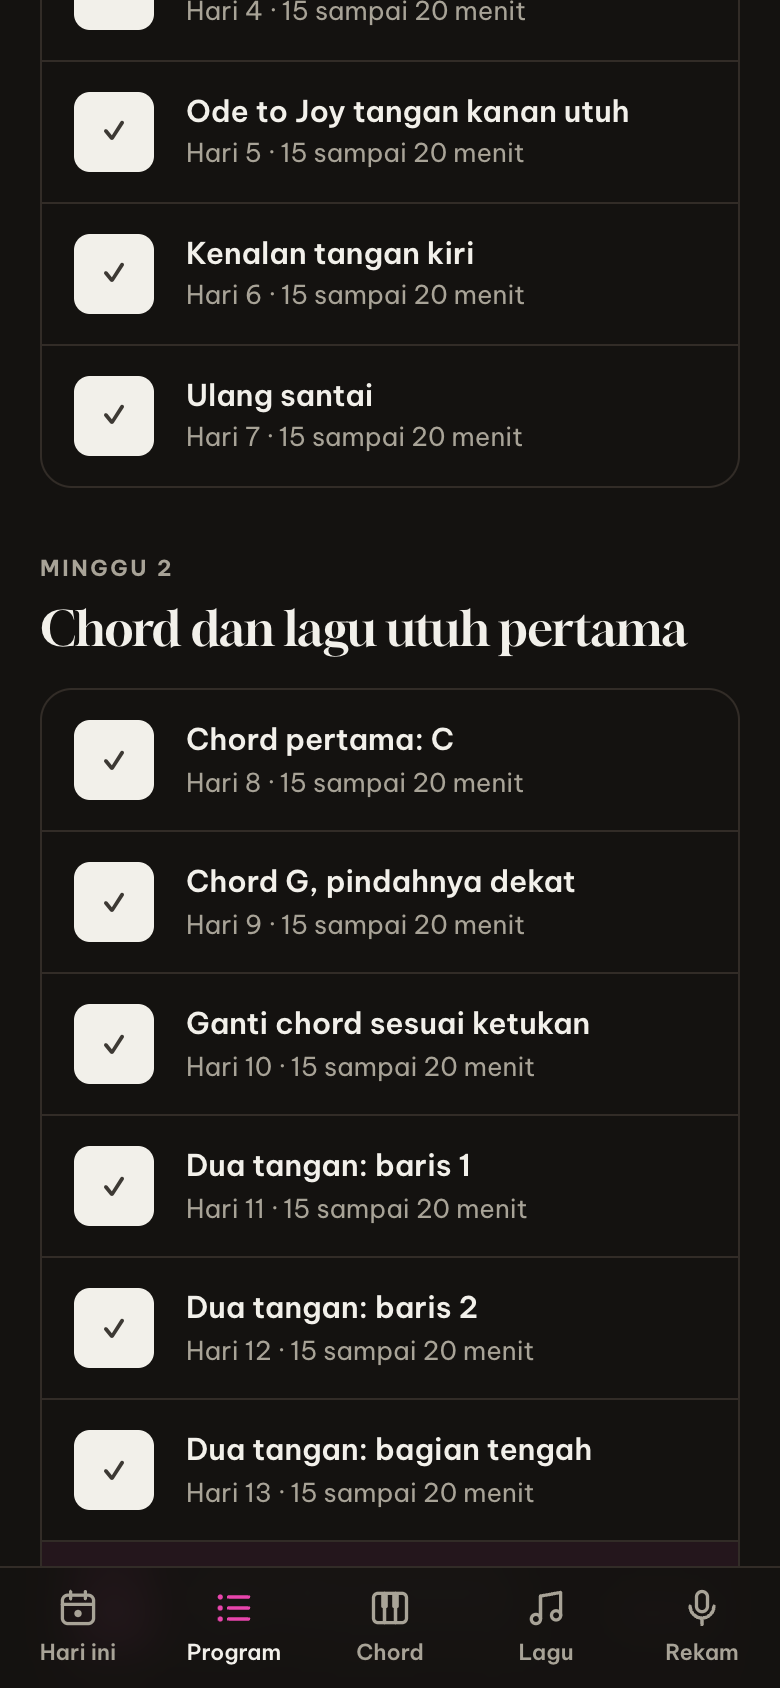 Hari 4 · 15 sampai 20 menit
Ode to Joy tangan kanan utuh
Hari 5 · 15 sampai 20 menit
Kenalan tangan kiri
Hari 6 · 15 sampai 20 menit
Ulang santai
Hari 7 · 15 sampai 20 menit
MINGGU 2
Chord dan lagu utuh pertama
Chord pertama: C
Hari 8 · 15 sampai 20 menit
Chord G, pindahnya dekat
Hari 9 · 15 sampai 20 menit
Ganti chord sesuai ketukan
Hari 10 · 15 sampai 20 menit
Dua tangan: baris 1
Hari 11 · 15 sampai 20 menit
Dua tangan: baris 2
Hari 12 · 15 sampai 20 menit
Dua tangan: bagian tengah
Hari 13 · 15 sampai 20 menit
Hari ini
Program
Chord
Lagu
Rekam